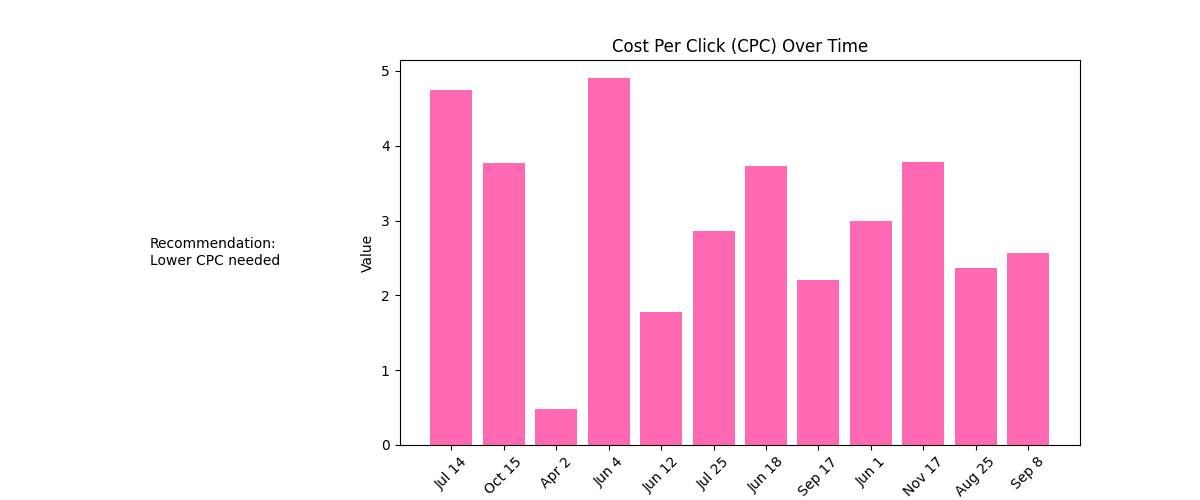 Cost Per Click (CPC) Over Time
Recommendation:
Lower CPC needed
Value
5
4
3
2
1
0
Jul 14
Oct 15
Apr 2
Jun 4
Jun 12
Jul 25
Jun 18
Sep 17
Jun 1
Nov 17
Aug 25
Sep 8